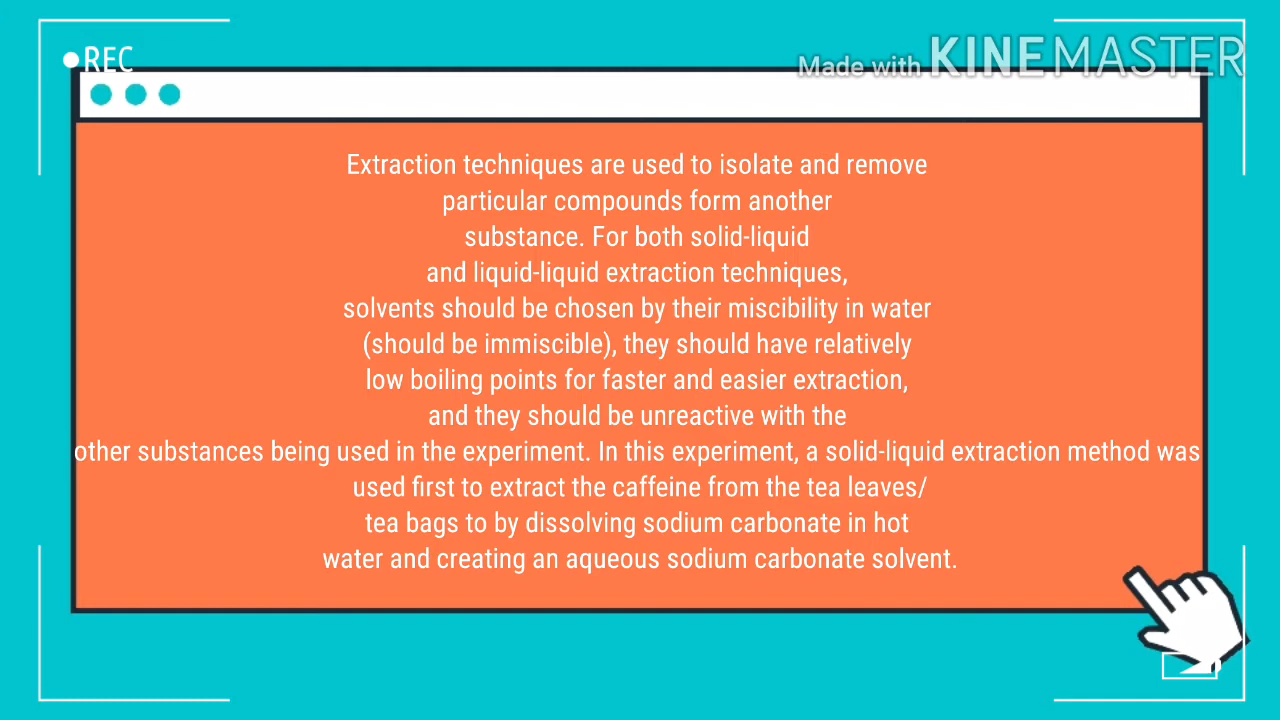 REC
Made with KINEMASTER
Extraction techniques are used to isolate and remove
particular compounds form another
substance. For both solid-liquid
and liquid-liquid extraction techniques,
solvents should be chosen by their miscibility in water
(should be immiscible), they should have relatively
low boiling points for faster and easier extraction,
and they should be unreactive with the
other substances being used in the experiment. In this experiment, a solid-liquid extraction method was
used first to extract the caffeine from the tea leaves/
tea bags to by dissolving sodium carbonate in hot
water and creating an aqueous sodium carbonate solvent.